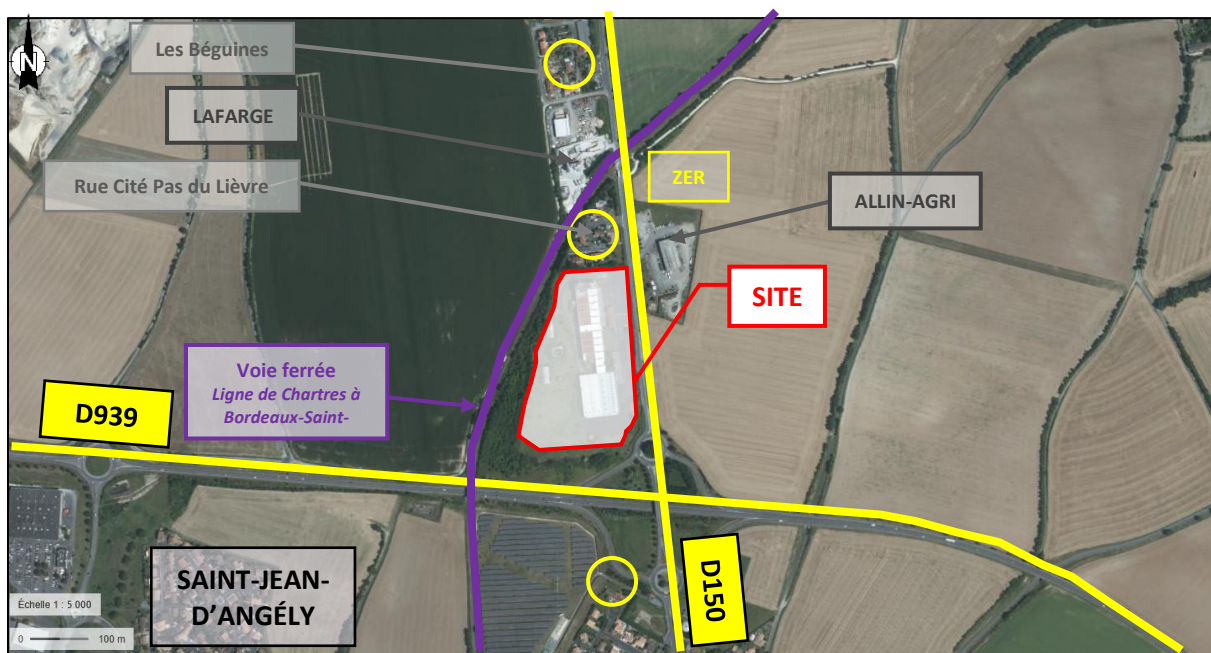 N
Les Béguines
LAFARGE
Rue Cité Pas du Lièvre
ZER
ALLIN-AGRI
SITE
Voie ferrée
Ligne de Chartres à
Bordeaux-Saint-
D939
D150
SAINT-JEAN-
D’ANGÉLY
Échelle 1 : 5 000
0 100 m